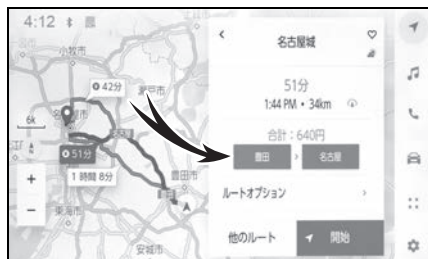 4:12
小牧市
42分
瀬戸市
6k
51分
1 時間 8分
豊田市
東海市
安城市
名古屋城
51分
1:44 PM • 34km
合計：640円
豊田 › 名古屋
ルートオプション ›
他のルート
開始